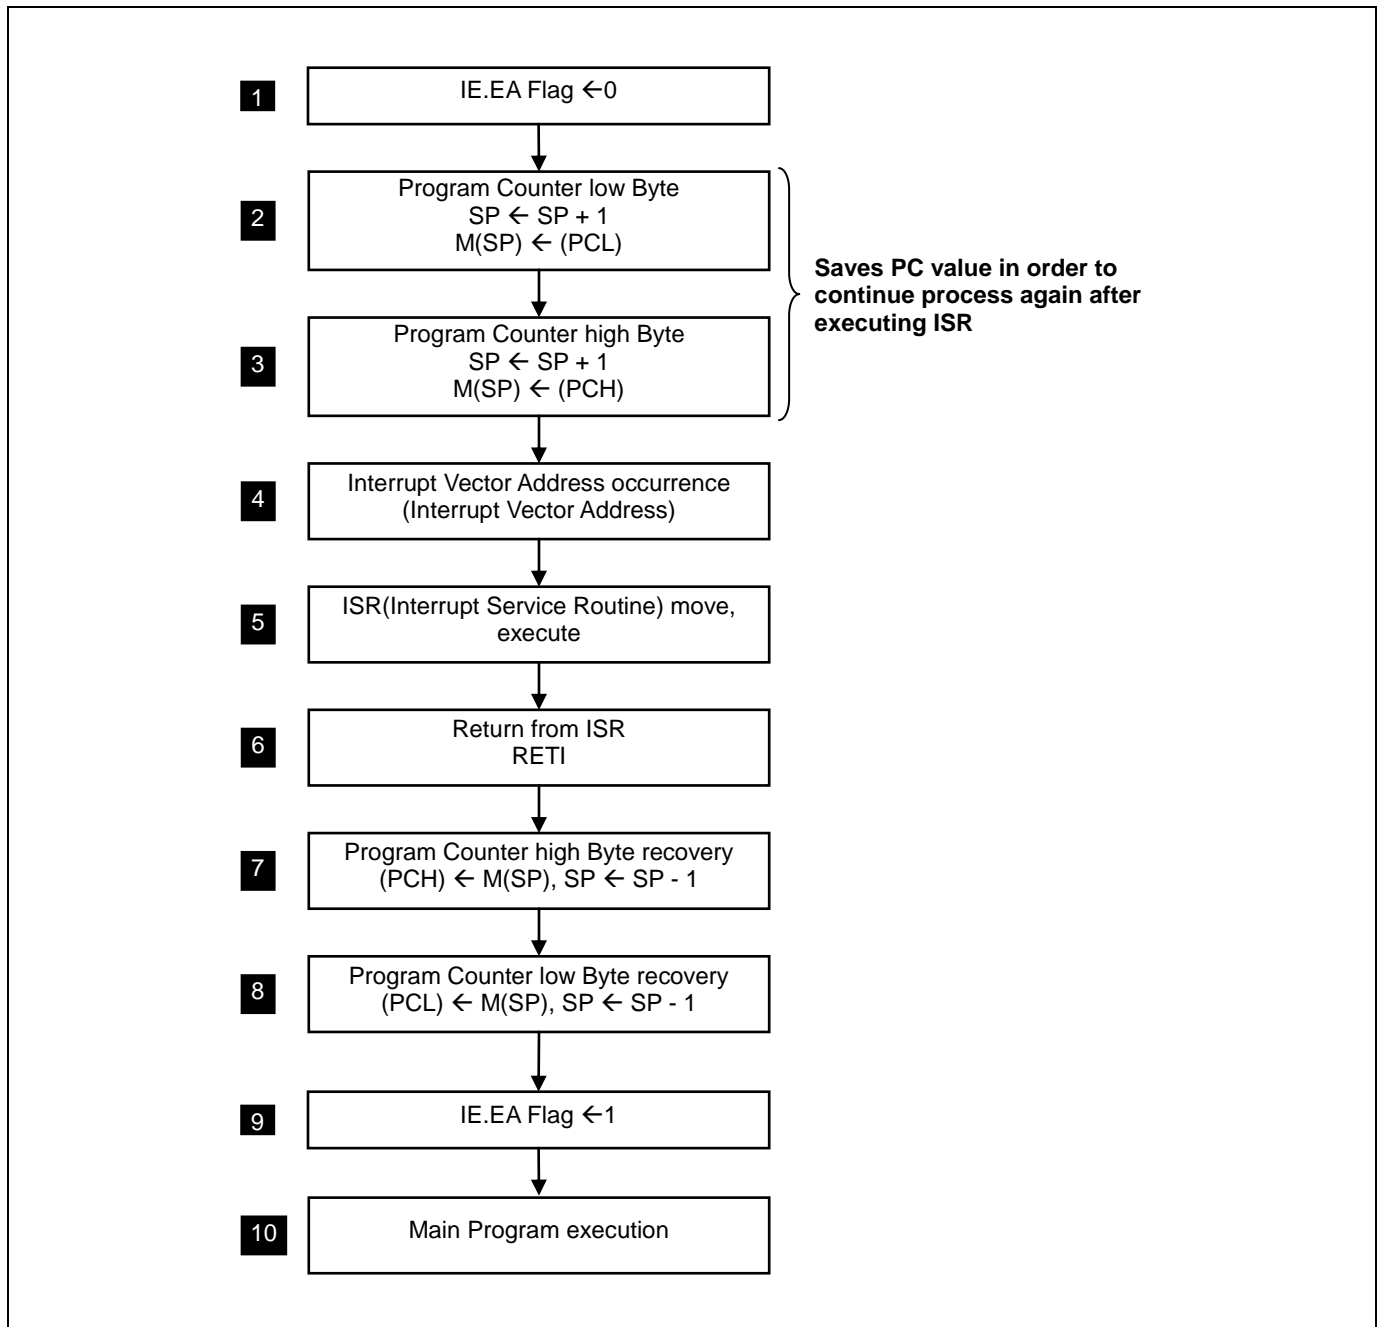 1
IE.EA Flag ←0
2
Program Counter low Byte
SP ← SP + 1
M(SP) ← (PCL)
Saves PC value in order to
continue process again after
executing ISR
3
Program Counter high Byte
SP ← SP + 1
M(SP) ← (PCH)
4
Interrupt Vector Address occurrence
(Interrupt Vector Address)
5
ISR(Interrupt Service Routine) move,
execute
6
Return from ISR
RETI
7
Program Counter high Byte recovery
(PCH) ← M(SP), SP ← SP - 1
8
Program Counter low Byte recovery
(PCL) ← M(SP), SP ← SP - 1
9
IE.EA Flag ←1
10
Main Program execution